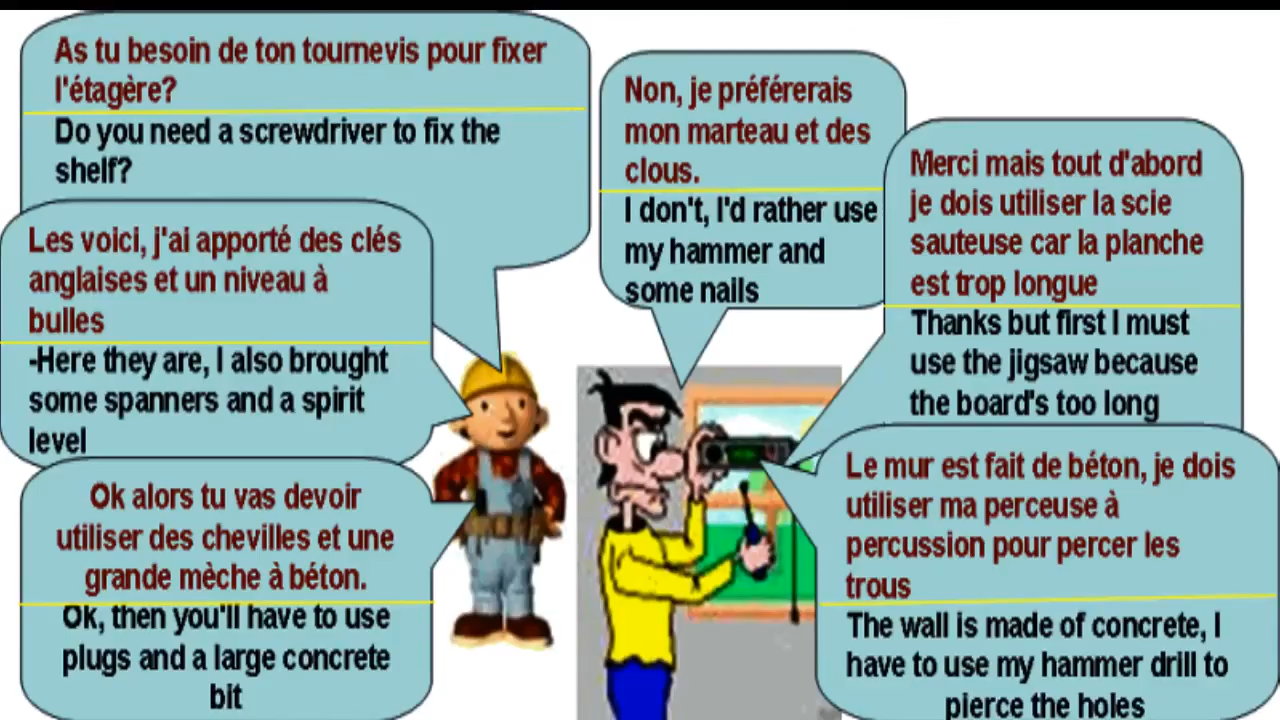 As tu besoin de ton tournevis pour fixer
l'étagère?
Do you need a screwdriver to fix the
shelf?
Non, je préférerais
mon marteau et des
clous.
I don't, I'd rather use
my hammer and
some nails
Les voici, j'ai apporté des clés
anglaises et un niveau à
bulles
-Here they are, I also brought
some spanners and a spirit
level
Merci mais tout d'abord
je dois utiliser la scie
sauteuse car la planche
est trop longue
Thanks but first I must
use the jigsaw because
the board's too long
Ok alors tu vas devoir
utiliser des chevilles et une
grande mèche à béton.
Ok, then you'll have to use
plugs and a large concrete
bit
Le mur est fait de béton, je dois
utiliser ma perceuse à
percussion pour percer les
trous
The wall is made of concrete, I
have to use my hammer drill to
pierce the holes